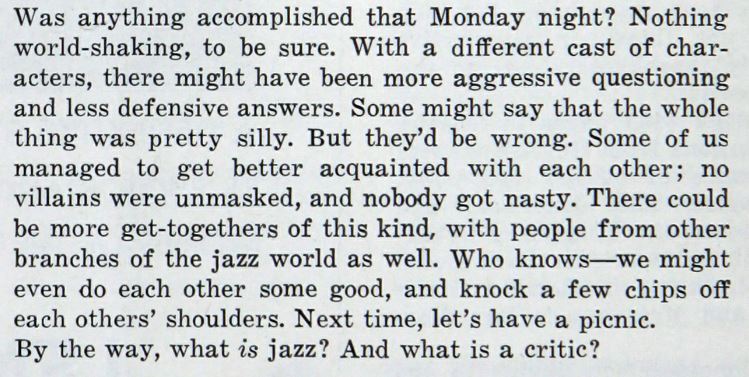 Was anything accomplished that Monday night? Nothing
world-shaking, to be sure. With a different cast of char-
acters, there might have been more aggressive questioning
and less defensive answers. Some might say that the whole
thing was pretty silly. But they'd be wrong. Some of us
managed to get better acquainted with each other; no
villains were unmasked, and nobody got nasty. There could
be more get-togethers of this kind, with people from other
branches of the jazz world as well. Who knows—we might
even do each other some good, and knock a few chips off
each others' shoulders. Next time, let's have a picnic.
By the way, what is jazz? And what is a critic?